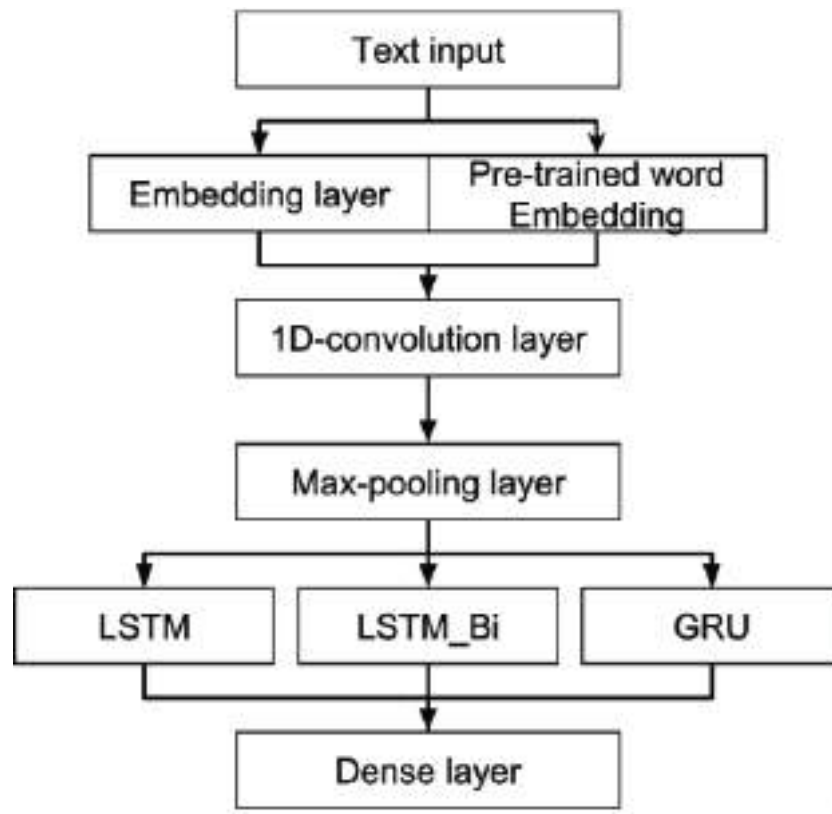 Text input
Embedding layer
Pre-trained word
Embedding
1D-convolution layer
Max-pooling layer
LSTM
LSTM_Bi
GRU
Dense layer